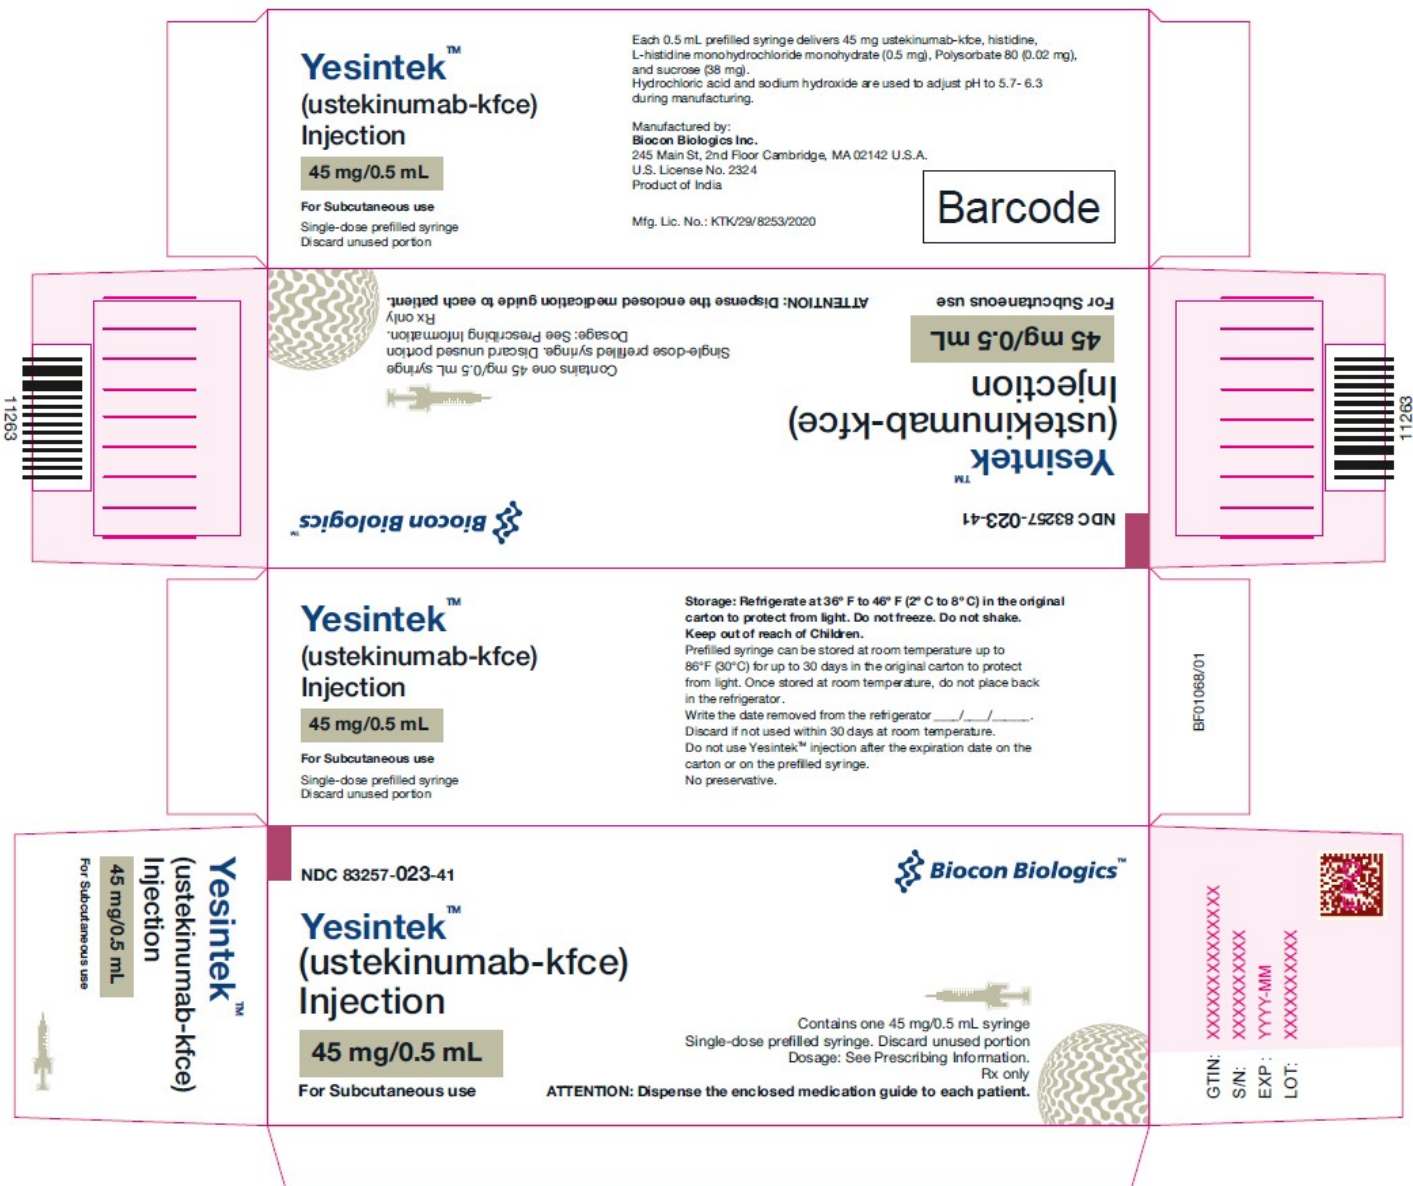 Yesintek™
(ustekinumab-kfce)
Injection
45 mg/0.5 mL
For Subcutaneous use
Single-dose prefilled syringe
Discard unused portion
Each 0.5 mL prefilled syringe delivers 45 mg ustekinumab-kfce, histidine,
L-histidine monohydrochloride monohydrate (0.5 mg), Polysorbate 80 (0.02 mg),
and sucrose (38 mg).
Hydrochloric acid and sodium hydroxide are used to adjust pH to 5.7- 6.3
during manufacturing.
Manufactured by:
Biocon Biologics Inc.
245 Main St, 2nd Floor Cambridge, MA 02142 U.S.A.
U.S. License No. 2324
Product of India
Mfg. Lic. No.: KTK/29/8253/2020
Barcode
11263
NDC 83257-023-41
Biocon Biologics™
Yesintek™
(ustekinumab-kfce)
Injection
45 mg/0.5 mL
For Subcutaneous use
Contains one 45 mg/0.5 mL syringe
Single-dose prefilled syringe. Discard unused portion
Dosage: See Prescribing Information.
Rx only
ATTENTION: Dispense the enclosed medication guide to each patient.
11263
Yesintek™
(ustekinumab-kfce)
Injection
45 mg/0.5 mL
For Subcutaneous use
Single-dose prefilled syringe
Discard unused portion
Storage: Refrigerate at 36° F to 46° F (2° C to 8° C) in the original
carton to protect from light. Do not freeze. Do not shake.
Keep out of reach of Children.
Prefilled syringe can be stored at room temperature up to
86°F (30°C) for up to 30 days in the original carton to protect
from light. Once stored at room temperature, do not place back
in the refrigerator.
Write the date removed from the refrigerator ____/____/______.
Discard if not used within 30 days at room temperature.
Do not use Yesintek™ injection after the expiration date on the
carton or on the prefilled syringe.
No preservative.
BF01068/01
Yesintek™
(ustekinumab-kfce)
Injection
45 mg/0.5 mL
For Subcutaneous use
NDC 83257-023-41
Biocon Biologics™
Yesintek™
(ustekinumab-kfce)
Injection
45 mg/0.5 mL
For Subcutaneous use
Contains one 45 mg/0.5 mL syringe
Single-dose prefilled syringe. Discard unused portion
Dosage: See Prescribing Information.
Rx only
ATTENTION: Dispense the enclosed medication guide to each patient.
GTIN: XXXXXXXXXXXXXX
S/N: XXXXXXXXXX
EXP : YYYY-MM
LOT: XXXXXXXXXX